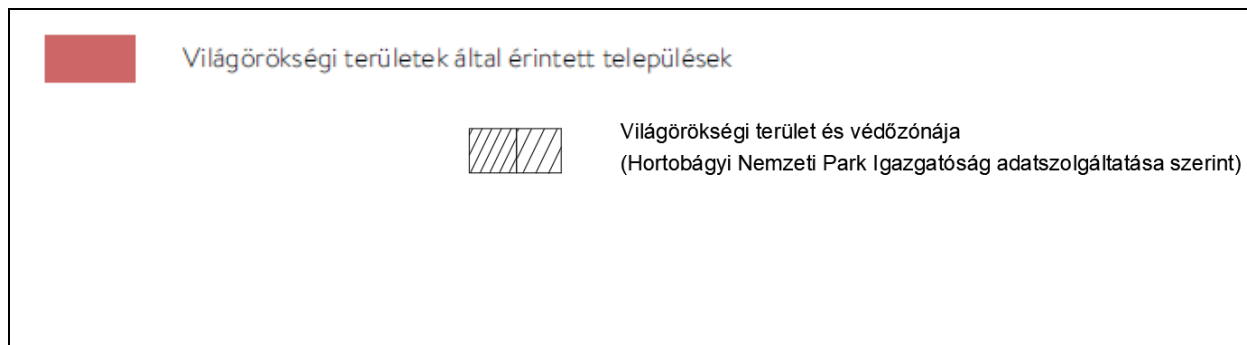 Világörökségi területek által érintett települések
Világörökségi terület és védőzónája
(Hortobágyi Nemzeti Park Igazgatóság adatszolgáltatása szerint)